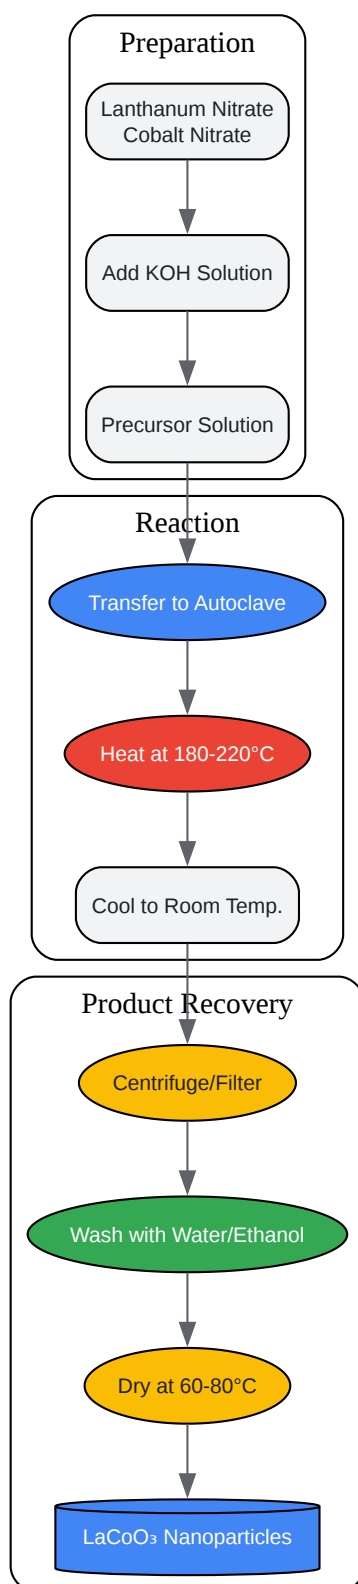 Preparation
Lanthanum Nitrate
Cobalt Nitrate
Add KOH Solution
Precursor Solution
Reaction
Transfer to Autoclave
Heat at 180-220°C
Cool to Room Temp.
Product Recovery
Centrifuge/Filter
Wash with Water/Ethanol
Dry at 60-80°C
LaCoO₃ Nanoparticles